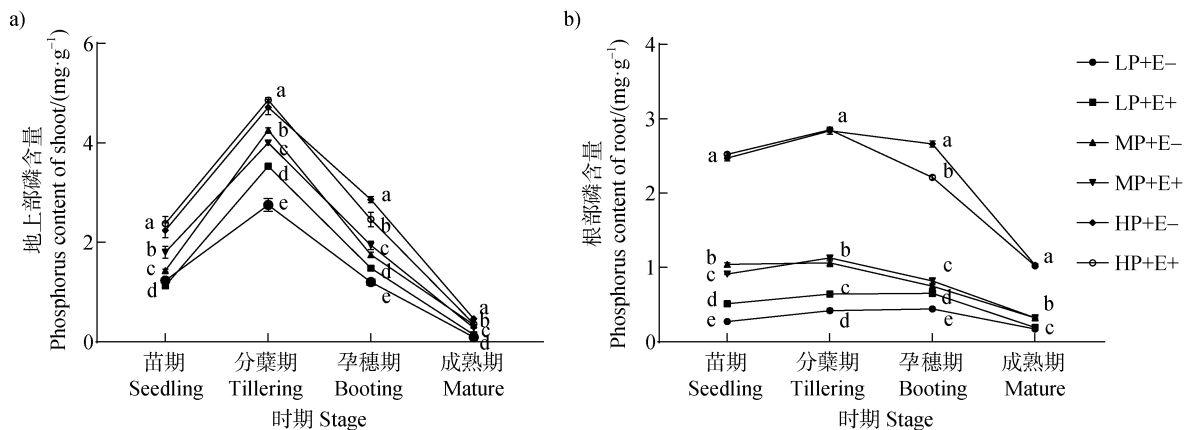 a)
地上部磷含量
Phosphorus content of shoot/(mg·g⁻¹)
6
4
2
0
a
b
c
d
a
b
c
d
e
a
b
c
d
e
a
b
c
d
苗期
Seedling
分蘖期
Tillering
孕穗期
Booting
成熟期
Mature
时期 Stage
b)
根部磷含量
Phosphorus content of root/(mg·g⁻¹)
4
3
2
1
0
a
b
c
d
e
a
b
c
d
a
b
c
d
e
a
b
c
苗期
Seedling
分蘖期
Tillering
孕穗期
Booting
成熟期
Mature
时期 Stage
LP+E−
LP+E+
MP+E−
MP+E+
HP+E−
HP+E+